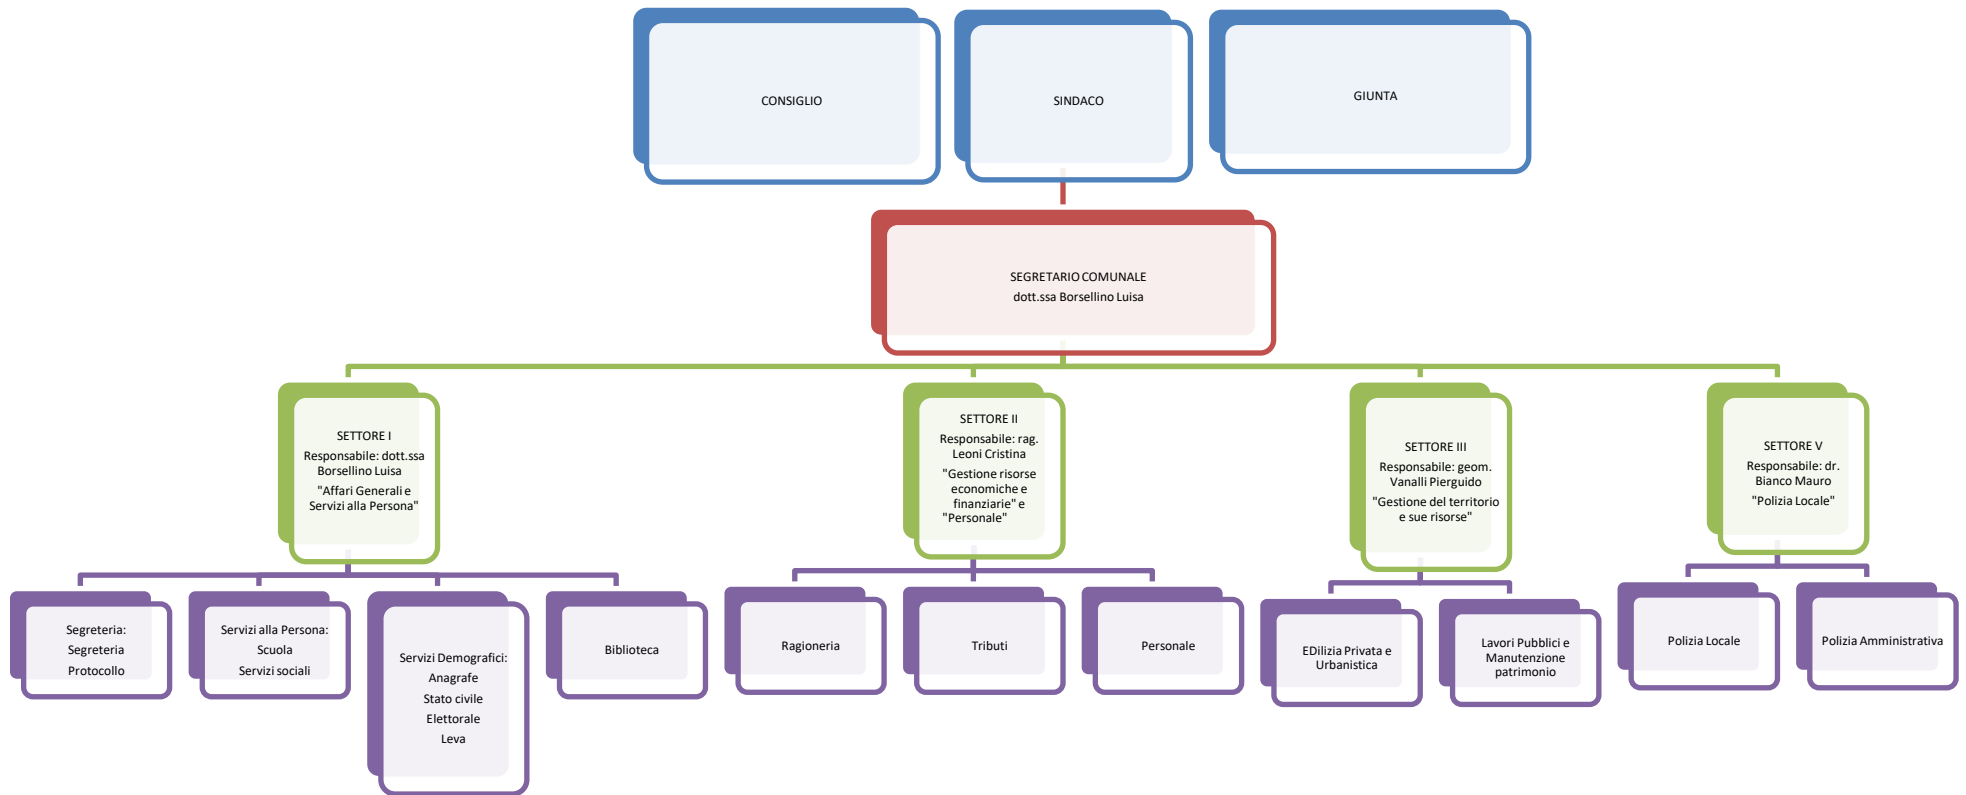 CONSIGLIO
SINDACO
GIUNTA
SEGRETARIO COMUNALE
dott.ssa Borsellino Luisa
SETTORE I
Responsabile: dott.ssa
Borsellino Luisa
"Affari Generali e
Servizi alla Persona"
SETTORE II
Responsabile: rag.
Leoni Cristina
"Gestione risorse
economiche e
finanziarie" e
"Personale"
SETTORE III
Responsabile: geom.
Vanalli Pierguido
"Gestione del territorio
e sue risorse"
SETTORE V
Responsabile: dr.
Bianco Mauro
"Polizia Locale"
Segreteria:
Segreteria
Protocollo
Servizi alla Persona:
Scuola
Servizi sociali
Servizi Demografici:
Anagrafe
Stato civile
Elettorale
Leva
Biblioteca
Ragioneria
Tributi
Personale
EDilizia Privata e
Urbanistica
Lavori Pubblici e
Manutenzione
patrimonio
Polizia Locale
Polizia Amministrativa